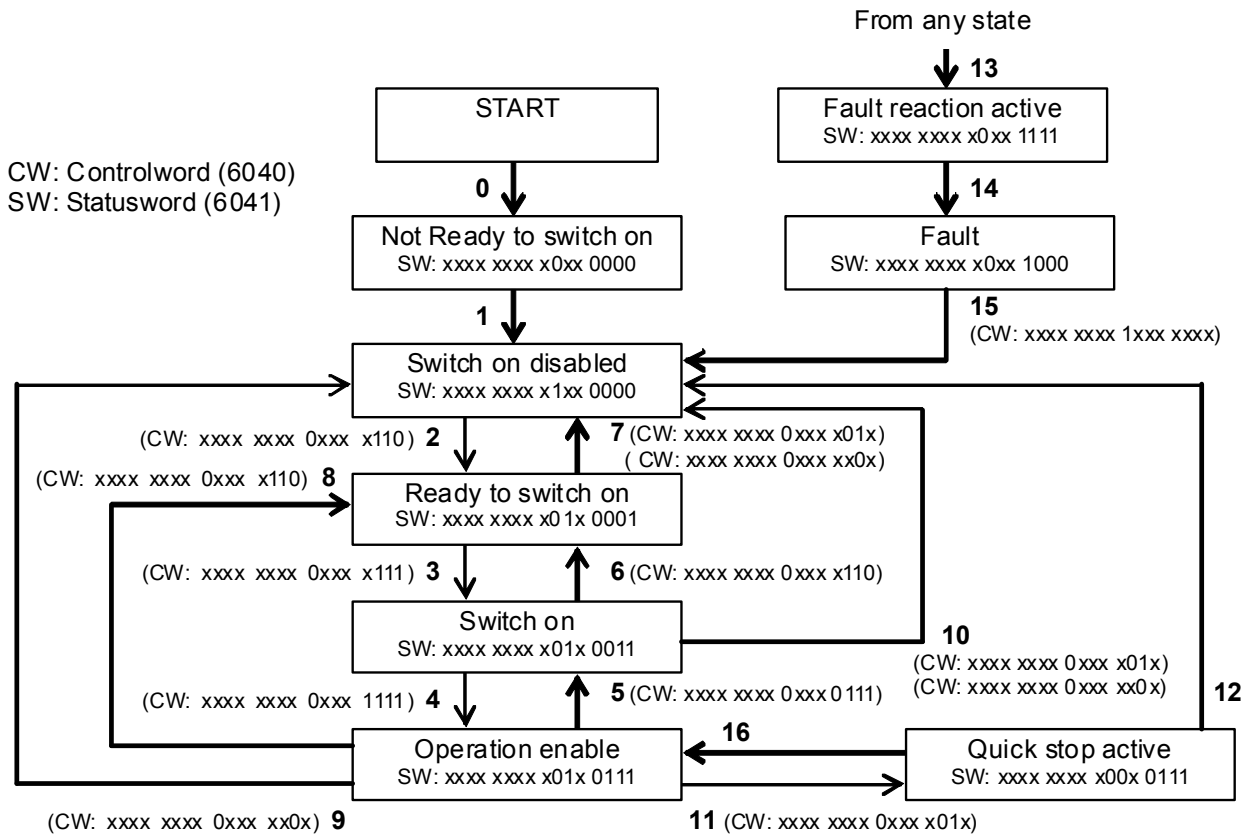 From any state
13
START
Fault reaction active
SW: xxxx xxxx x0xx 1111
CW: Controlword (6040)
SW: Statusword (6041)
0
14
Not Ready to switch on
SW: xxxx xxxx x0xx 0000
Fault
SW: xxxx xxxx x0xx 1000
1
15
(CW: xxxx xxxx 1xxx xxxx)
Switch on disabled
SW: xxxx xxxx x1xx 0000
(CW: xxxx xxxx 0xxx x110) 2
7 (CW: xxxx xxxx 0xxx x01x)
( CW: xxxx xxxx 0xxx xx0x)
(CW: xxxx xxxx 0xxx x110) 8
Ready to switch on
SW: xxxx xxxx x01x 0001
(CW: xxxx xxxx 0xxx x111) 3
6 (CW: xxxx xxxx 0xxx x110)
Switch on
SW: xxxx xxxx x01x 0011
10
(CW: xxxx xxxx 0xxx x01x)
(CW: xxxx xxxx 0xxx xx0x)
12
(CW: xxxx xxxx 0xxx 1111) 4
5 (CW: xxxx xxxx 0xxx 0111)
16
Operation enable
SW: xxxx xxxx x01x 0111
Quick stop active
SW: xxxx xxxx x00x 0111
(CW: xxxx xxxx 0xxx xx0x) 9
11 (CW: xxxx xxxx 0xxx x01x)